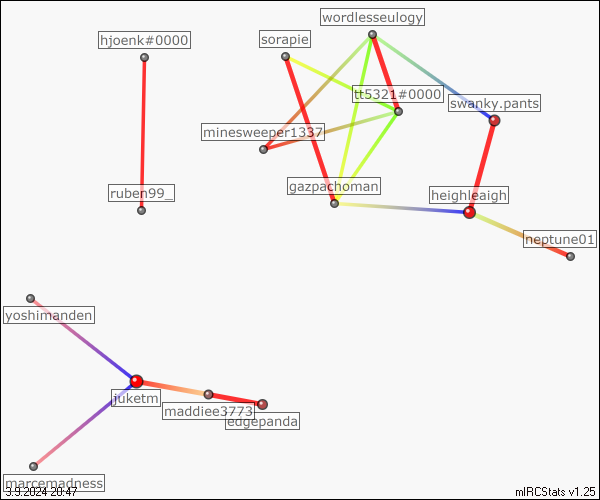 wordlesseulogy
hjoenk#0000
sorapie
tt5321#0000
swanky.pants
minesweeper1337
ruben99_
gazpachoman
heighleaigh
neptune01
yoshimanden
juketm
maddiee3773
edgepanda
marcemadness
3.9.2024 20:47
mIRCStats v1.25